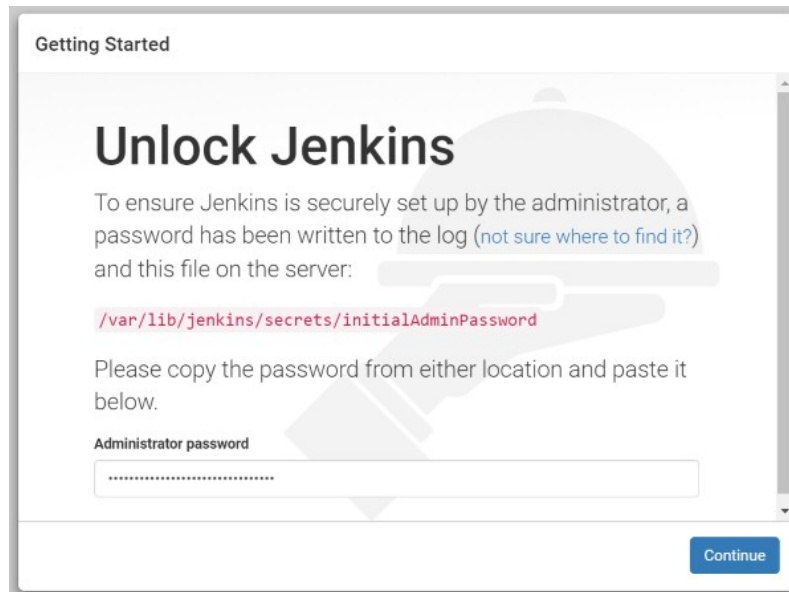 Getting Started
Unlock Jenkins
To ensure Jenkins is securely set up by the administrator, a
password has been written to the log (not sure where to find it?)
and this file on the server:
/var/lib/jenkins/secrets/initialAdminPassword
Please copy the password from either location and paste it
below.
Administrator password
Continue